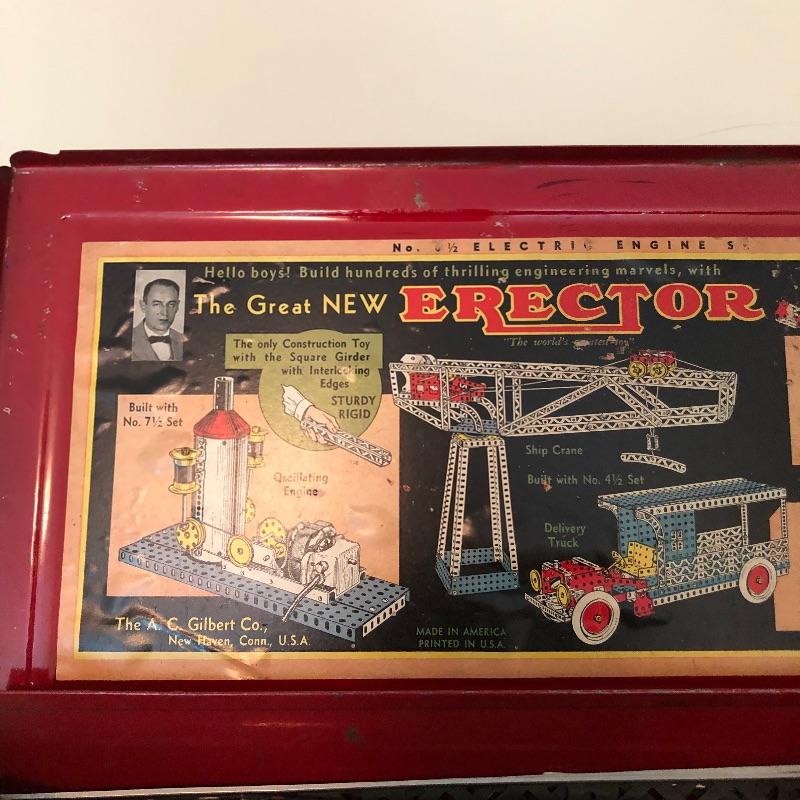 No. ½ ELECTRIC ENGINE
Hello boys! Build hundreds of thrilling engineering marvels, with
The Great NEW ERECTOR
"The world's greatest toy"
The only Construction Toy
with the Square Girder
with Interlocking
Edges
STURDY
RIGID
Built with
No. 7½ Set
Oscillating
Engine
Ship Crane
Built with No. 4½ Set
Delivery
Truck
The A. C. Gilbert Co.,
New Haven, Conn., U.S.A.
MADE IN AMERICA
PRINTED IN U.S.A.